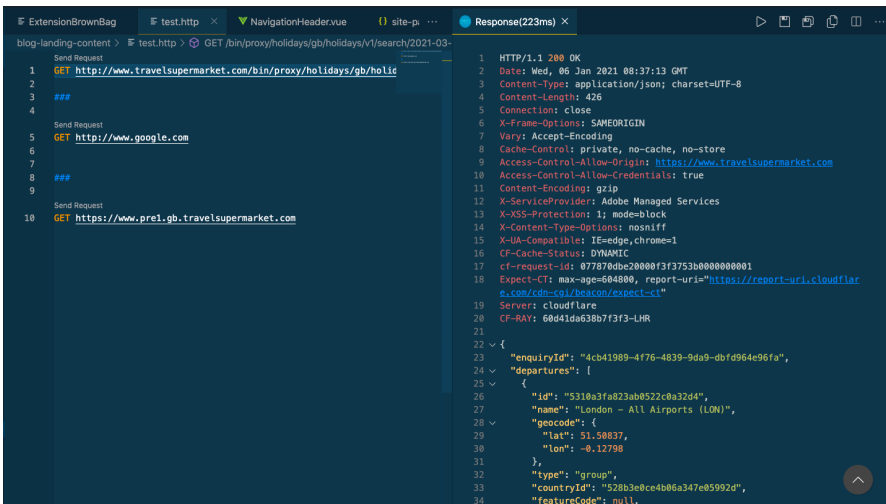 ExtensionBrownBag
test.http
NavigationHeader.vue
{} site-pa ···
Response(223ms)
blog-landing-content > test.http > GET /bin/proxy/holidays/gb/holidays/v1/search/2021-03-
Send Request
1 GET http://www.travelsupermarket.com/bin/proxy/holidays/gb/holid
2
3 ###
4
Send Request
5 GET http://www.google.com
6
7
8 ###
9
Send Request
10 GET https://www.pre1.gb.travelsupermarket.com
1 HTTP/1.1 200 OK
2 Date: Wed, 06 Jan 2021 08:37:13 GMT
3 Content-Type: application/json; charset=UTF-8
4 Content-Length: 426
5 Connection: close
6 X-Frame-Options: SAMEORIGIN
7 Vary: Accept-Encoding
8 Cache-Control: private, no-cache, no-store
9 Access-Control-Allow-Origin: https://www.travelsupermarket.com
10 Access-Control-Allow-Credentials: true
11 Content-Encoding: gzip
12 X-ServiceProvider: Adobe Managed Services
13 X-XSS-Protection: 1; mode=block
14 X-Content-Type-Options: nosniff
15 X-UA-Compatible: IE=edge,chrome=1
16 CF-Cache-Status: DYNAMIC
17 cf-request-id: 077870dbe20000f3f3753b0000000001
18 Expect-CT: max-age=604800, report-uri="https://report-uri.cloudflar
e.com/cdn-cgi/beacon/expect-ct"
19 Server: cloudflare
20 CF-RAY: 60d41da638b7f3f3-LHR
21
22 {
23 "enquiryId": "4cb41989-4f76-4839-9da9-dbfd964e96fa",
24 "departures": [
25 {
26 "id": "5310a3fa823ab0522c0a32d4",
27 "name": "London – All Airports (LON)",
28 "geocode": {
29 "lat": 51.50837,
30 "lon": -0.12798
31 },
32 "type": "group",
33 "countryId": "528b3e0ce4b06a347e05992d",
34 "featureCode": null,